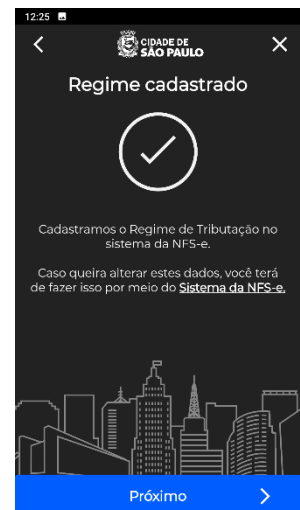 12:25
CIDADE DE
SÃO PAULO
Regime cadastrado
Cadastramos o Regime de Tributação no
sistema da NFS-e.
Caso queira alterar estes dados, você terá
de fazer isso por meio do Sistema da NFS-e.
Próximo